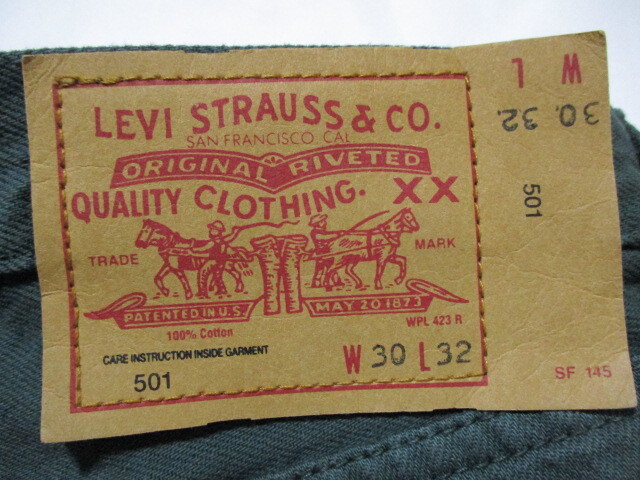 LEVI STRAUSS & CO.
SAN FRANCISCO, CAL.
ORIGINAL RIVETED
QUALITY CLOTHING. XX
TRADE MARK
PATENTED IN U.S. MAY 20 1873
100% Cotton
WPL 423 R
CARE INSTRUCTION INSIDE GARMENT
501
W 30 L 32
W L
30. 32.
501
SF 145